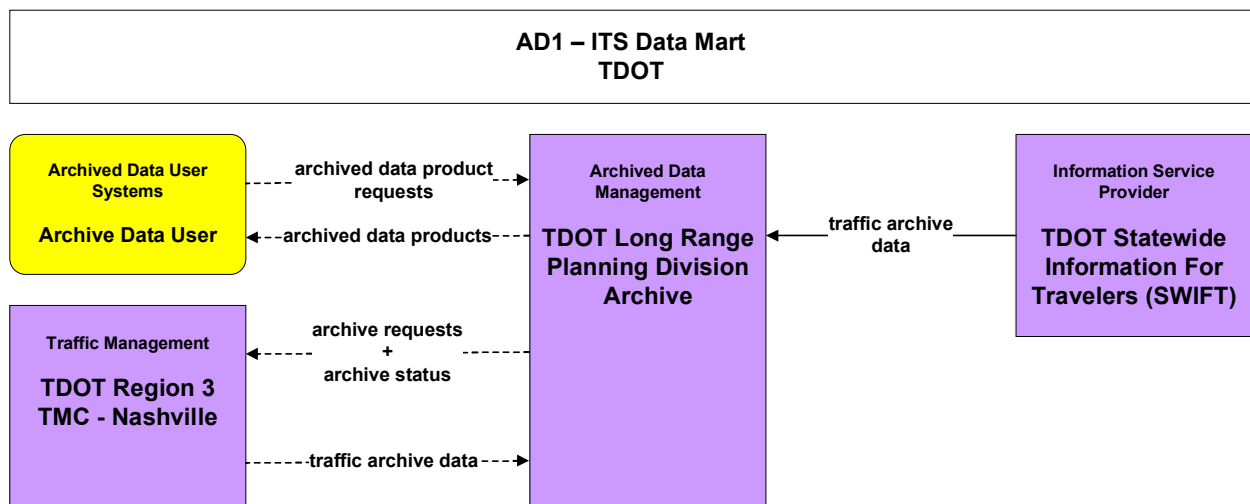 AD1 – ITS Data Mart
TDOT
Archived Data User
Systems
Archive Data User
archived data product
requests
archived data products
Archived Data
Management
TDOT Long Range
Planning Division
Archive
traffic archive
data
Information Service
Provider
TDOT Statewide
Information For
Travelers (SWIFT)
Traffic Management
TDOT Region 3
TMC - Nashville
archive requests
+
archive status
traffic archive data